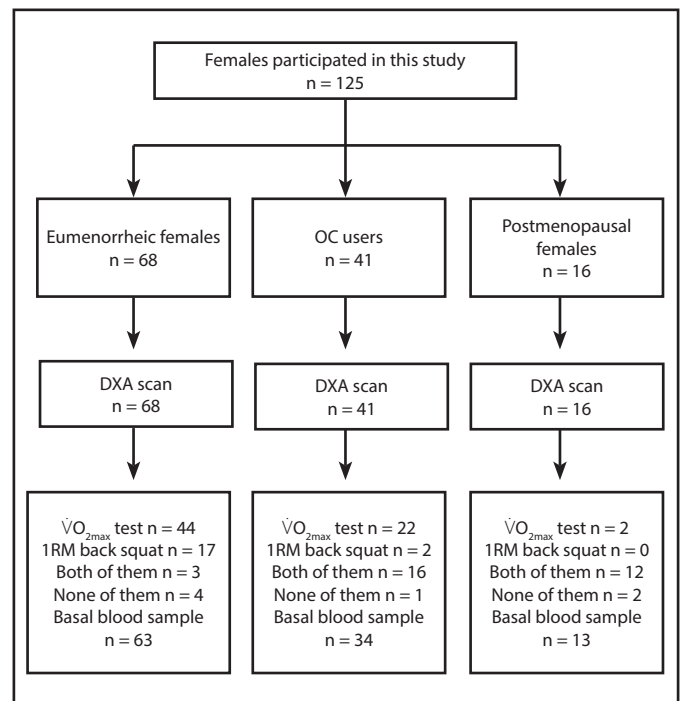 Females participated in this study
n = 125
Eumenorrheic females
n = 68
OC users
n = 41
Postmenopausal
females
n = 16
DXA scan
n = 68
DXA scan
n = 41
DXA scan
n = 16
V̇O₂max test n = 44
1RM back squat n = 17
Both of them n = 3
None of them n = 4
Basal blood sample
n = 63
V̇O₂max test n = 22
1RM back squat n = 2
Both of them n = 16
None of them n = 1
Basal blood sample
n = 34
V̇O₂max test n = 2
1RM back squat n = 0
Both of them n = 12
None of them n = 2
Basal blood sample
n = 13